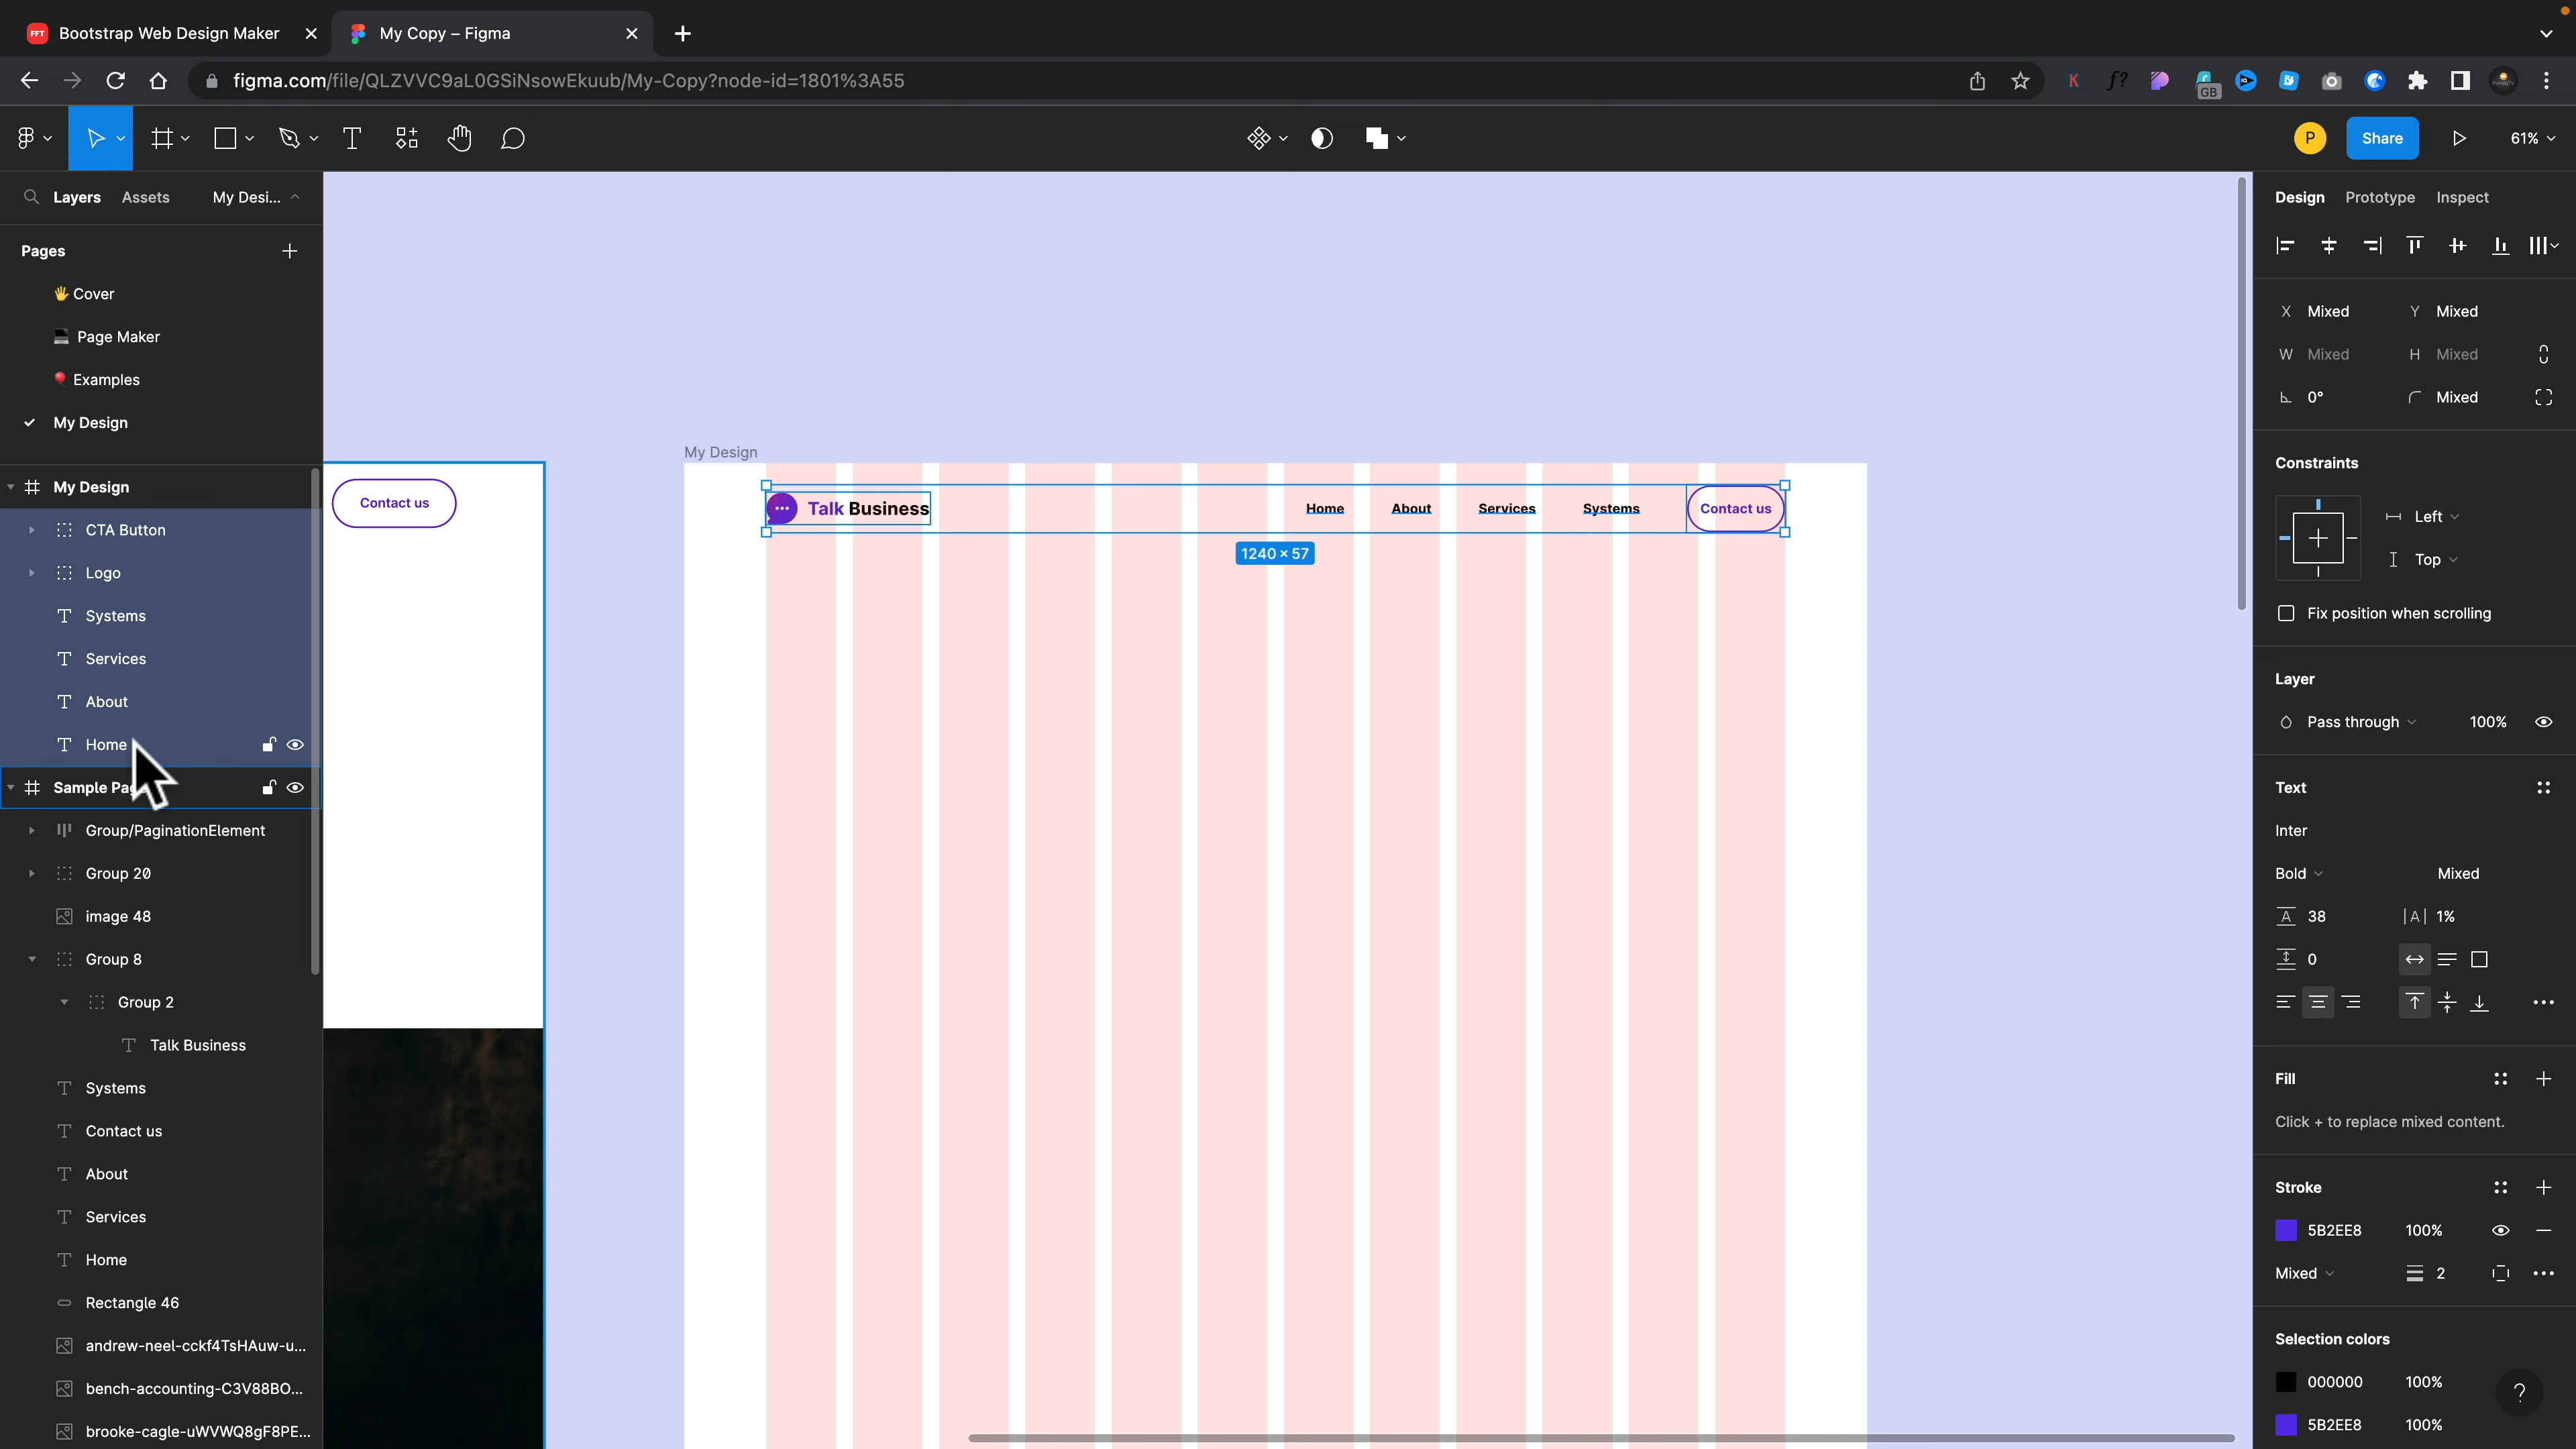 FFT Bootstrap Web Design Maker
My Copy – Figma
figma.com/file/QLZVVC9aL0GSiNsowEkuub/My-Copy?node-id=1801%3A55
GB
P
Share
61%
Layers
Assets
My Desi...
Pages
Cover
Page Maker
Examples
My Design
My Design
CTA Button
Logo
Systems
Services
About
Home
Group/PaginationElement
Group 20
image 48
Group 8
Group 2
Talk Business
Systems
Contact us
About
Services
Home
Rectangle 46
andrew-neel-cckf4TsHAuw-u...
bench-accounting-C3V88BO...
brooke-cagle-uWVWQ8gF8PE...
Contact us
My Design
Talk Business
Home
About
Services
Systems
Contact us
1240 × 57
Design
Prototype
Inspect
X Mixed
Y Mixed
W Mixed
H Mixed
0°
Mixed
Constraints
Left
Top
Fix position when scrolling
Layer
Pass through
100%
Text
Inter
Bold
Mixed
38
1%
0
Fill
Click + to replace mixed content.
Stroke
5B2EE8
100%
Mixed
2
Selection colors
000000
100%
5B2EE8
100%
?